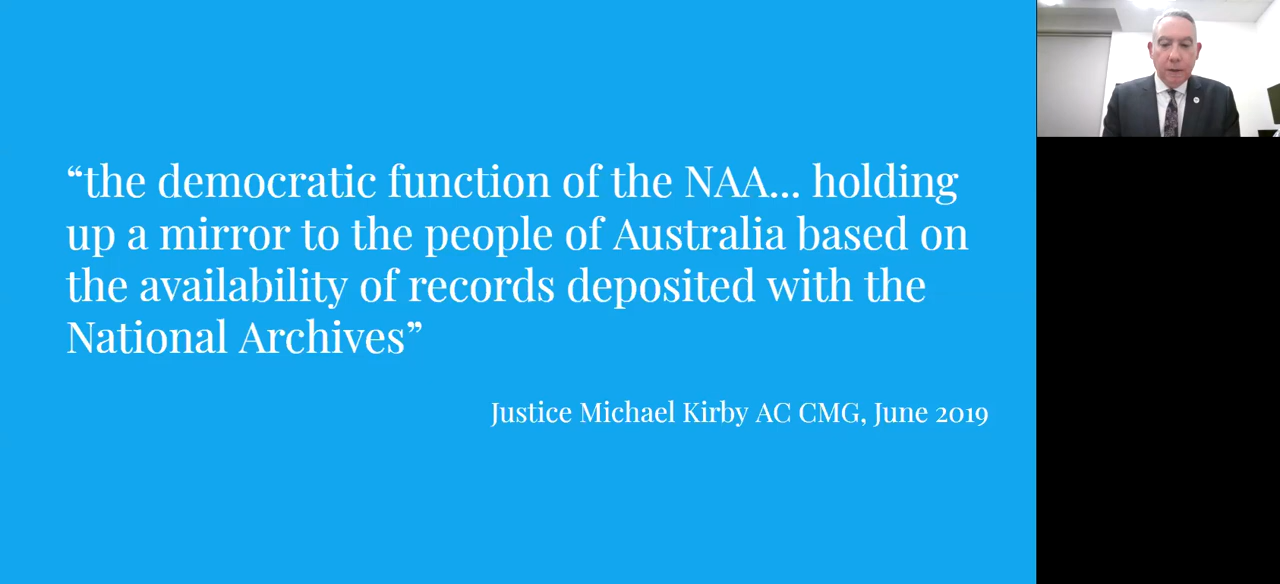 “the democratic function of the NAA... holding
up a mirror to the people of Australia based on
the availability of records deposited with the
National Archives”
Justice Michael Kirby AC CMG, June 2019